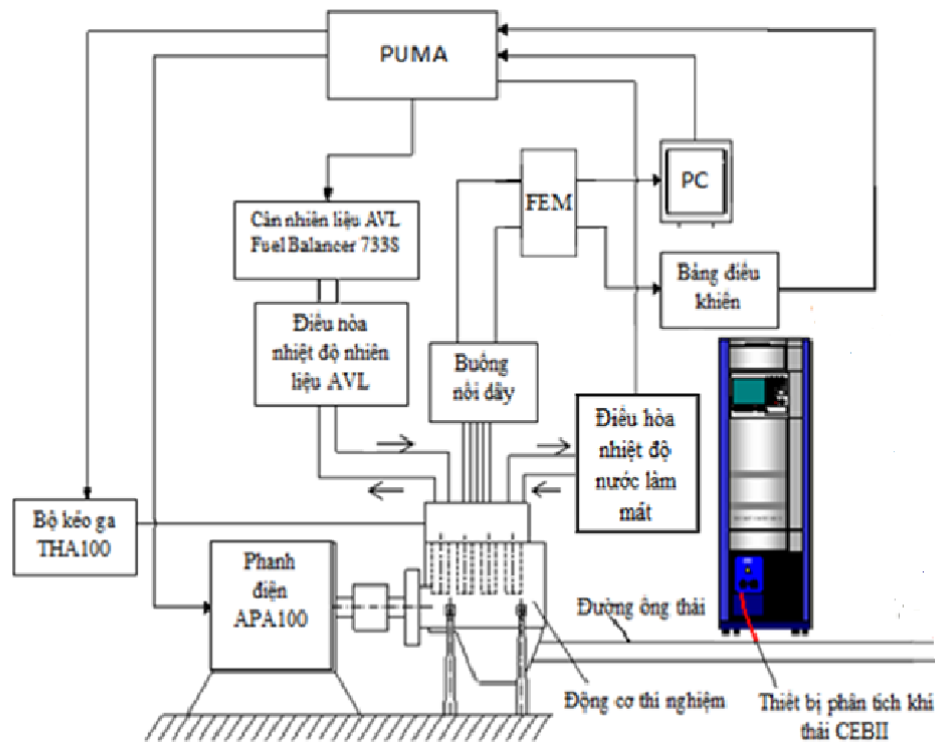 PUMA
PC
FEM
Cân nhiên liệu AVL
Fuel Balancer 733S
Bảng điều
khiển
Điều hòa
nhiệt độ nhiên
liệu AVL
Buồng
nối dây
Điều hòa
nhiệt độ
nước làm
mát
Bộ kéo ga
THA100
Phanh
điện
APA100
Đường ống thải
Động cơ thí nghiệm
Thiết bị phân tích khí
thải CEBII